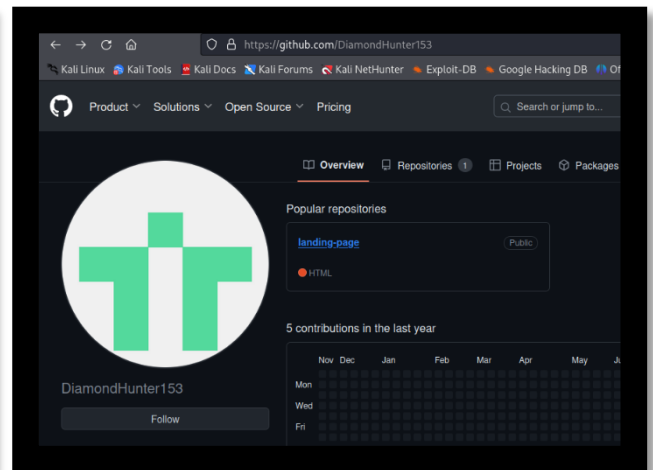 https://github.com/DiamondHunter153
Kali Linux Kali Tools Kali Docs Kali Forums Kali NetHunter Exploit-DB Google Hacking DB Of
Product Solutions Open Source Pricing Search or jump to...
Overview Repositories 1 Projects Packages
Popular repositories
landing-page Public
HTML
5 contributions in the last year
Nov Dec Jan Feb Mar Apr May Ju
DiamondHunter153
Mon
Wed
Follow
Fri